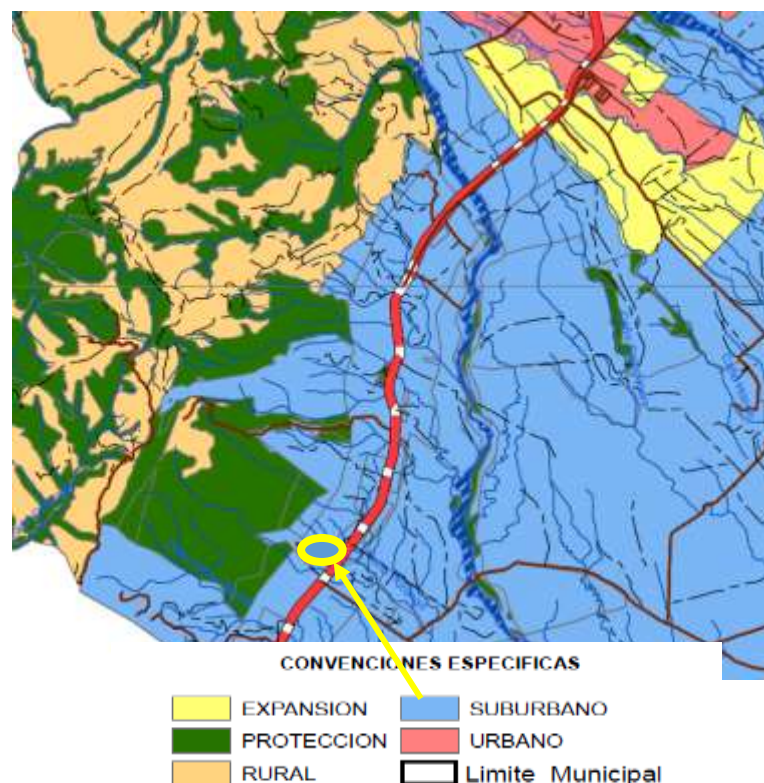 CONVENCIONES ESPECIFICAS
EXPANSION SUBURBANO
PROTECCION URBANO
RURAL Limite Municipal